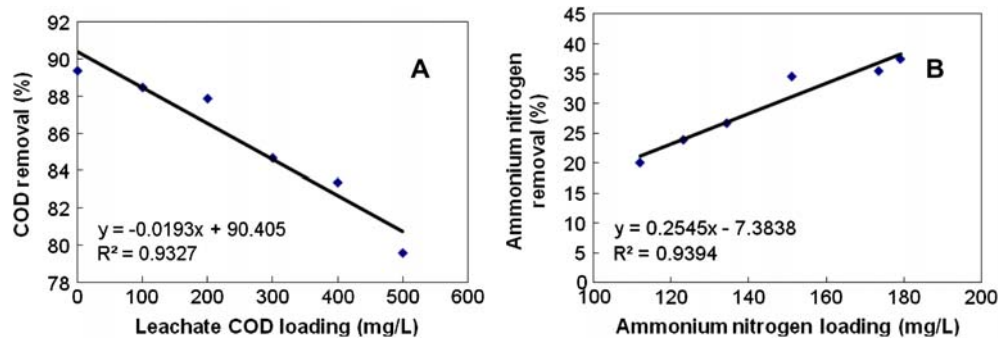 92
90
88
86
84
82
80
78
COD removal (%)
A
y = -0.0193x + 90.405
R² = 0.9327
0 100 200 300 400 500 600
Leachate COD loading (mg/L)
45
40
35
30
25
20
15
10
5
0
Ammonium nitrogen
removal (%)
B
y = 0.2545x - 7.3838
R² = 0.9394
100 120 140 160 180 200
Ammonium nitrogen loading (mg/L)